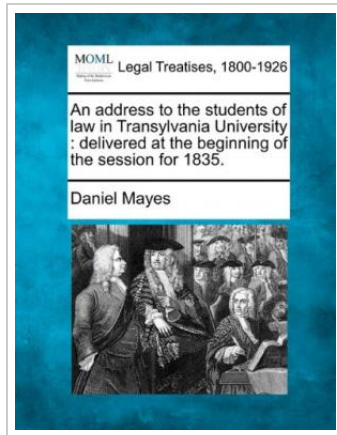 MOML
Legal Treatises, 1800-1926
An address to the students of
law in Transylvania University
: delivered at the beginning of
the session for 1835.
Daniel Mayes